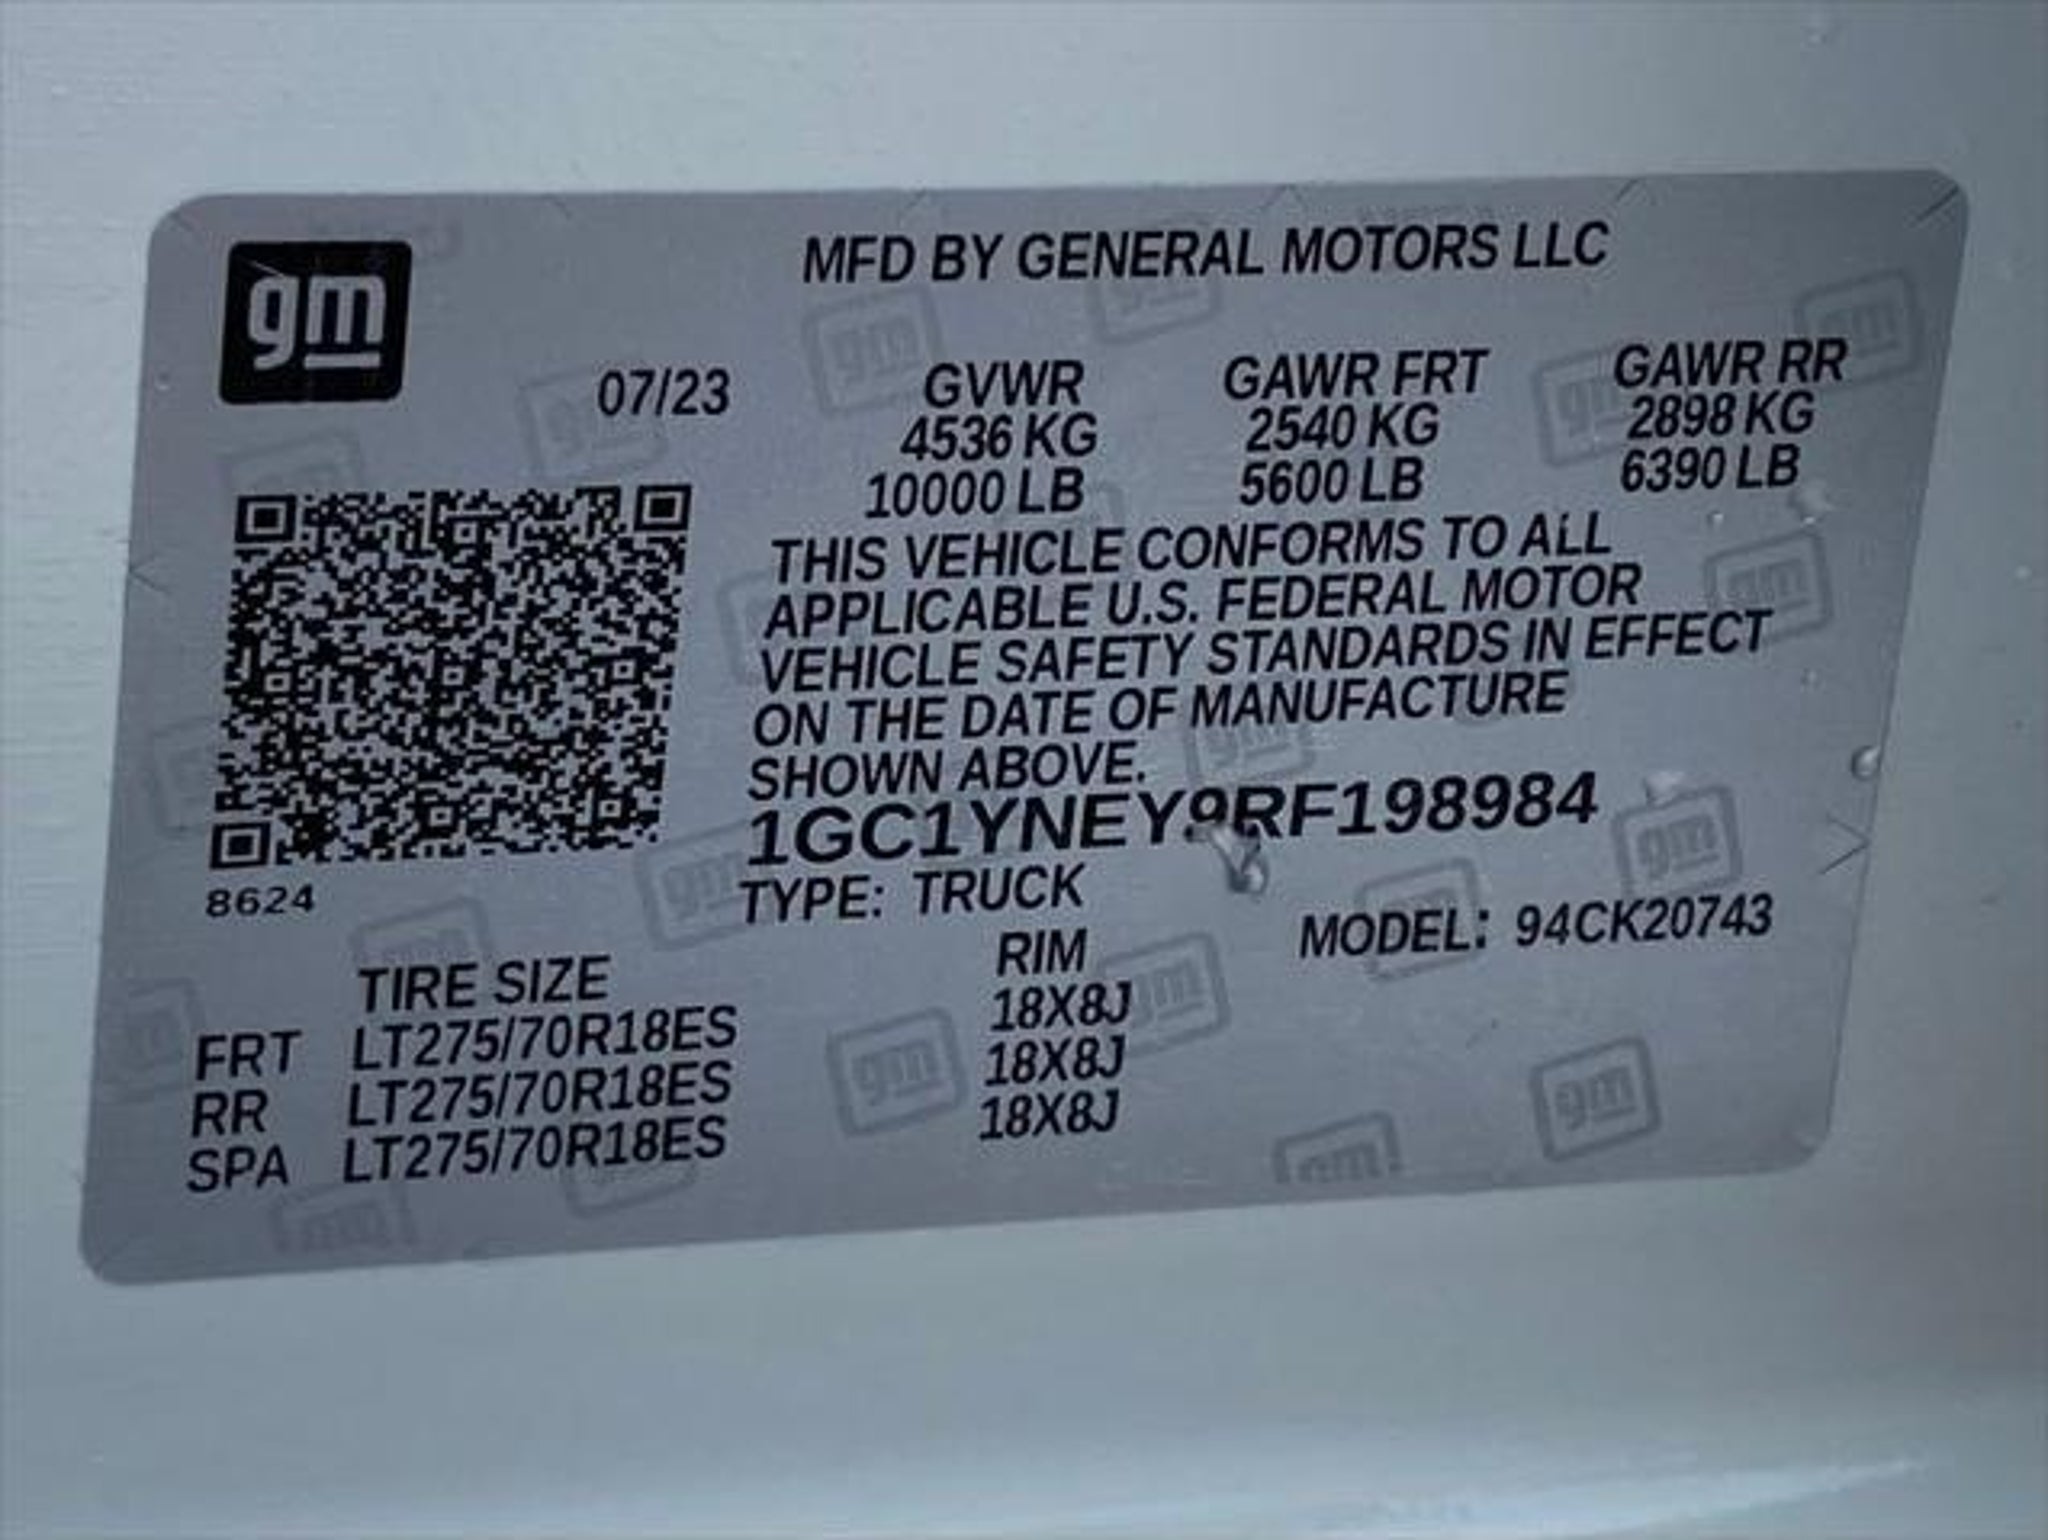 gm
MFD BY GENERAL MOTORS LLC
07/23 GVWR GAWR FRT GAWR RR
4536 KG 2540 KG 2898 KG
10000 LB 5600 LB 6390 LB
THIS VEHICLE CONFORMS TO ALL
APPLICABLE U.S. FEDERAL MOTOR
VEHICLE SAFETY STANDARDS IN EFFECT
ON THE DATE OF MANUFACTURE
SHOWN ABOVE.
1GC1YNEY9RF198984
8624
TYPE: TRUCK
MODEL: 94CK20743
TIRE SIZE RIM
FRT LT275/70R18ES 18X8J
RR LT275/70R18ES 18X8J
SPA LT275/70R18ES 18X8J